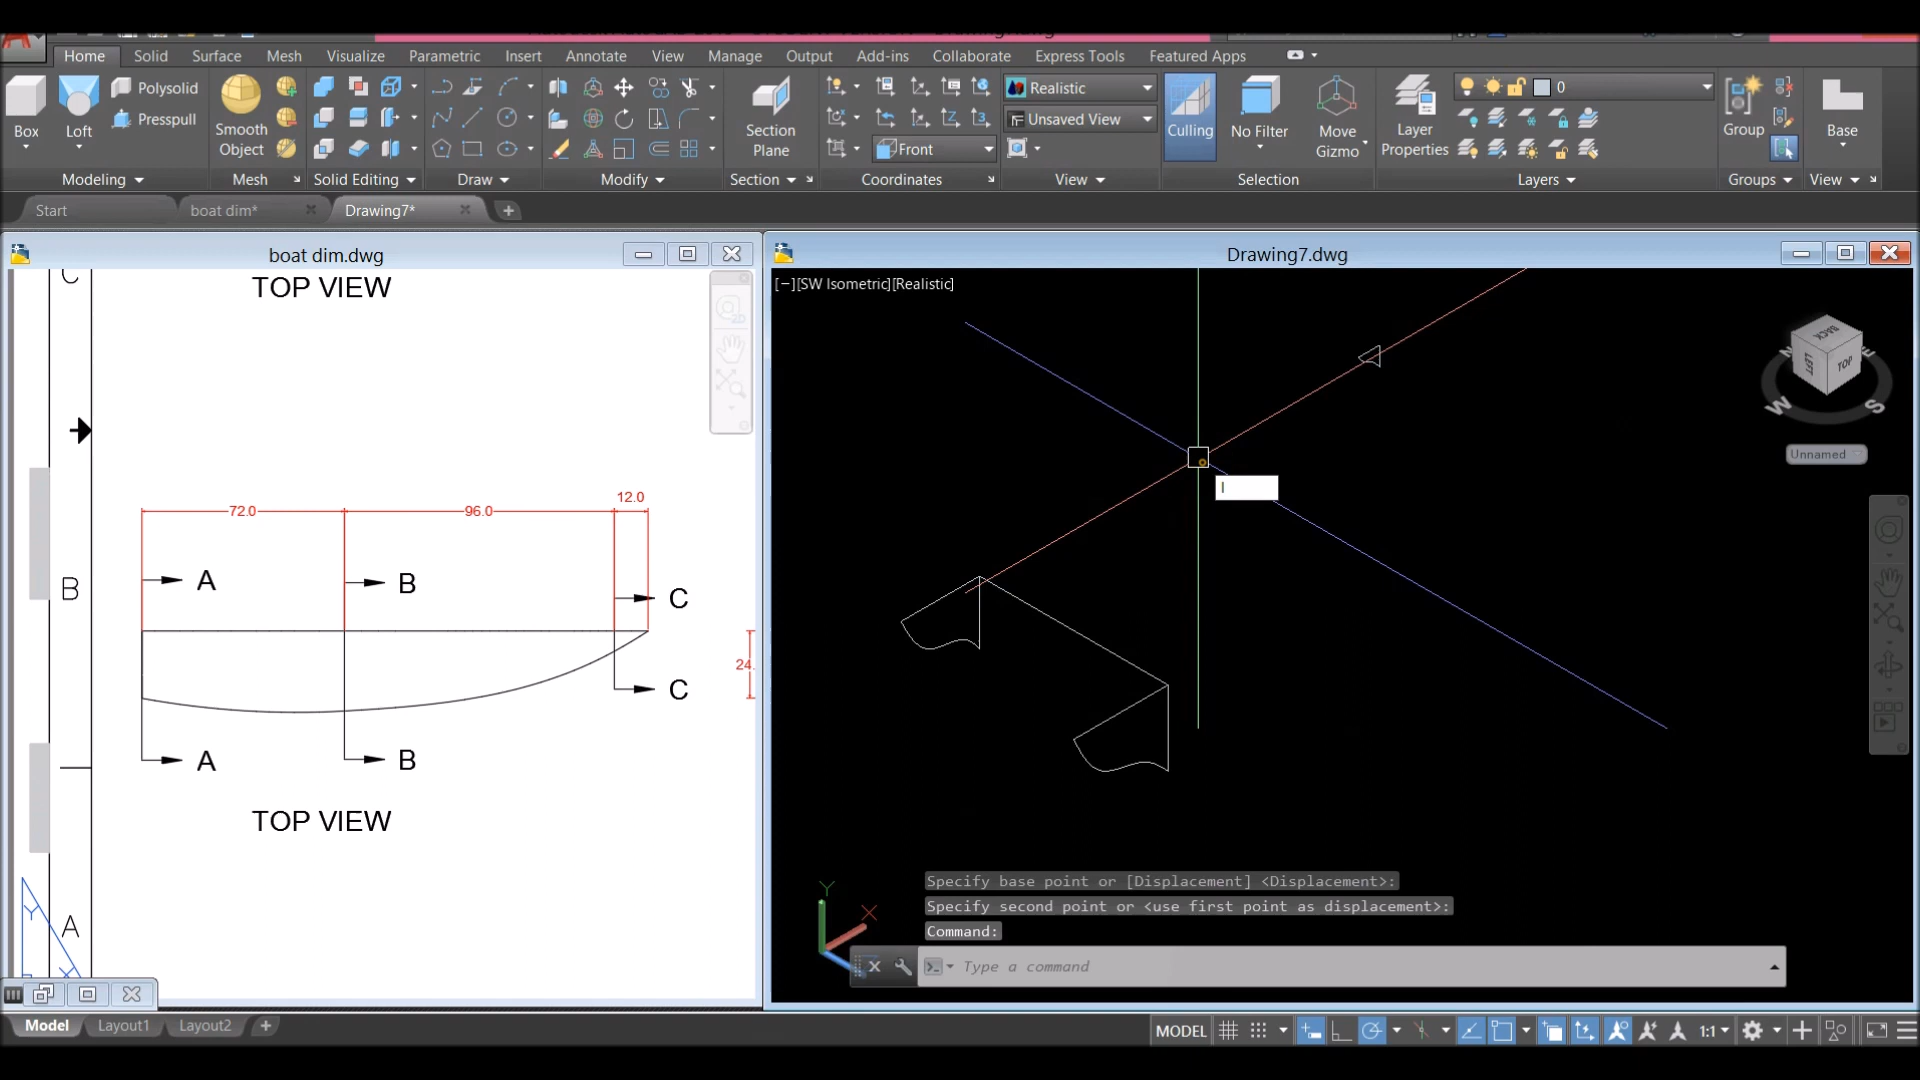 Home Solid Surface Mesh Visualize Parametric Insert Annotate View Manage Output Add-ins Collaborate Express Tools Featured Apps
Box
Loft
Polysolid
Presspull
Smooth
Object
Section
Plane
Realistic
Unsaved View
Front
Culling
No Filter
Move
Gizmo
Layer
Properties
0
Group
Base
Modeling Mesh Solid Editing Draw Modify Section Coordinates View Selection Layers Groups View
Start boat dim* Drawing7*
boat dim.dwg
Drawing7.dwg
C
TOP VIEW
[−][SW Isometric][Realistic]
BACK
LEFT
TOP
W
S
Unnamed
12.0
72.0
96.0
A
B
C
B
24.
C
A
B
TOP VIEW
A
Y
X
l
Specify base point or [Displacement] <Displacement>:
Specify second point or <use first point as displacement>:
Command:
Y
X
Type a command
Model Layout1 Layout2
MODEL
1:1